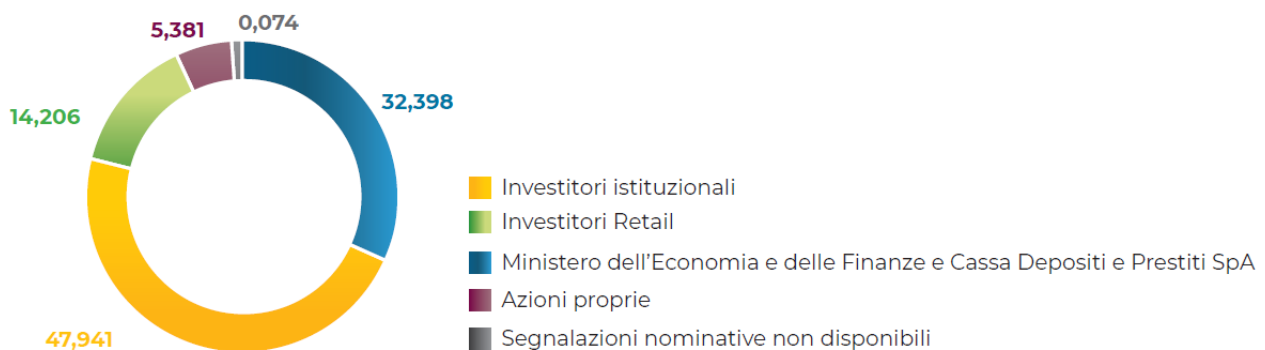 5,381
0,074
32,398
14,206
47,941
Investitori istituzionali
Investitori Retail
Ministero dell'Economia e delle Finanze e Cassa Depositi e Prestiti SpA
Azioni proprie
Segnalazioni nominative non disponibili